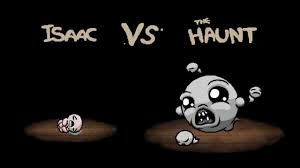 ISAAC VS THE HAUNT